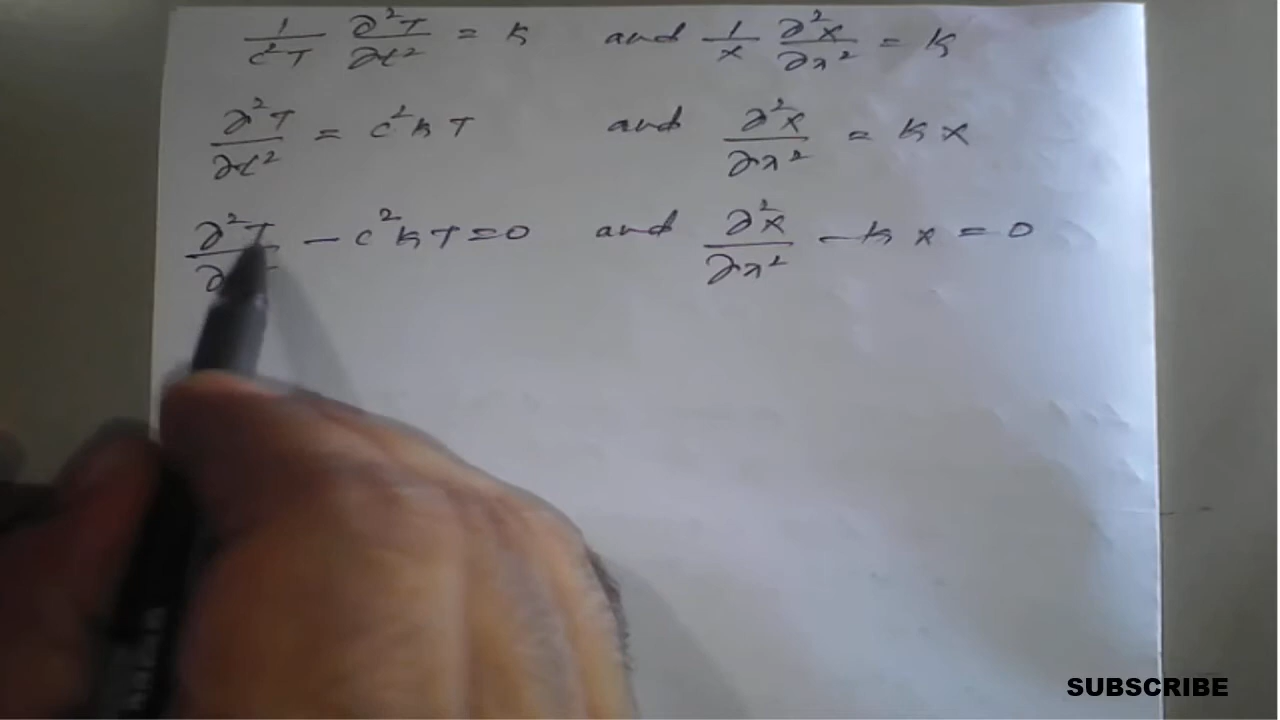 1/c²T ∂²T/∂t² = k and 1/X ∂²X/∂x² = k
∂²T/∂t² = c²kT and ∂²X/∂x² = kX
∂²T/∂t² − c²kT = 0 and ∂²X/∂x² − kX = 0
SUBSCRIBE